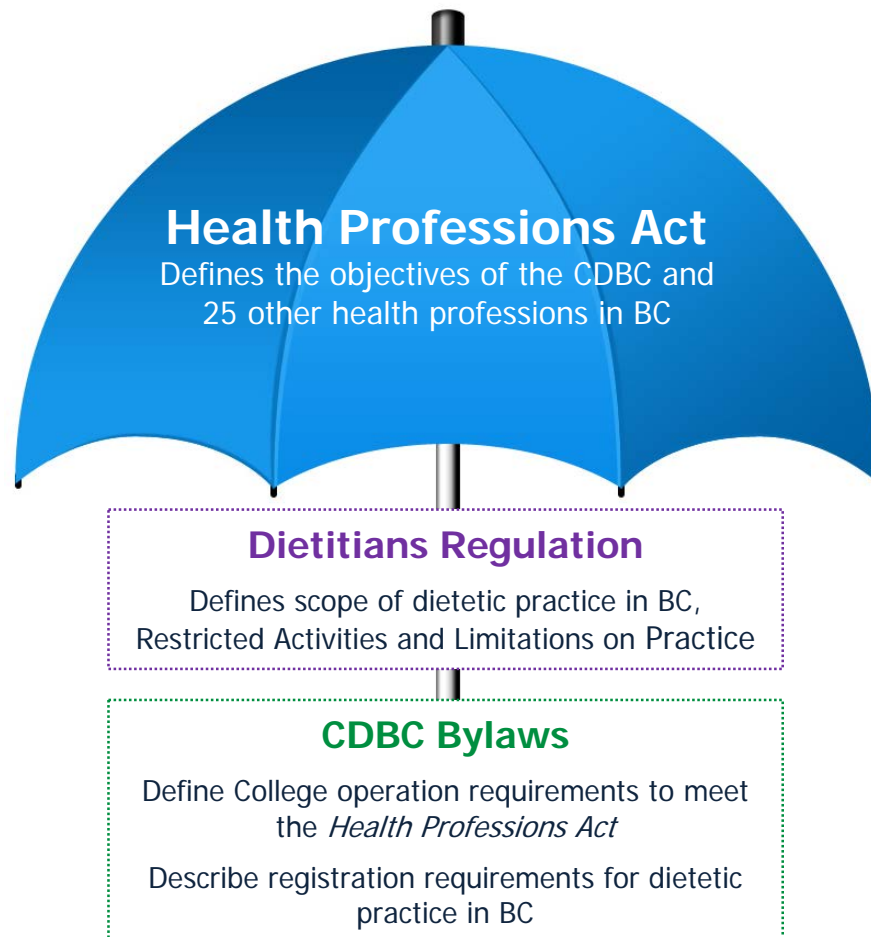 Health Professions Act
Defines the objectives of the CDBC and
25 other health professions in BC
Dietitians Regulation
Defines scope of dietetic practice in BC,
Restricted Activities and Limitations on Practice
CDBC Bylaws
Define College operation requirements to meet
the Health Professions Act
Describe registration requirements for dietetic
practice in BC